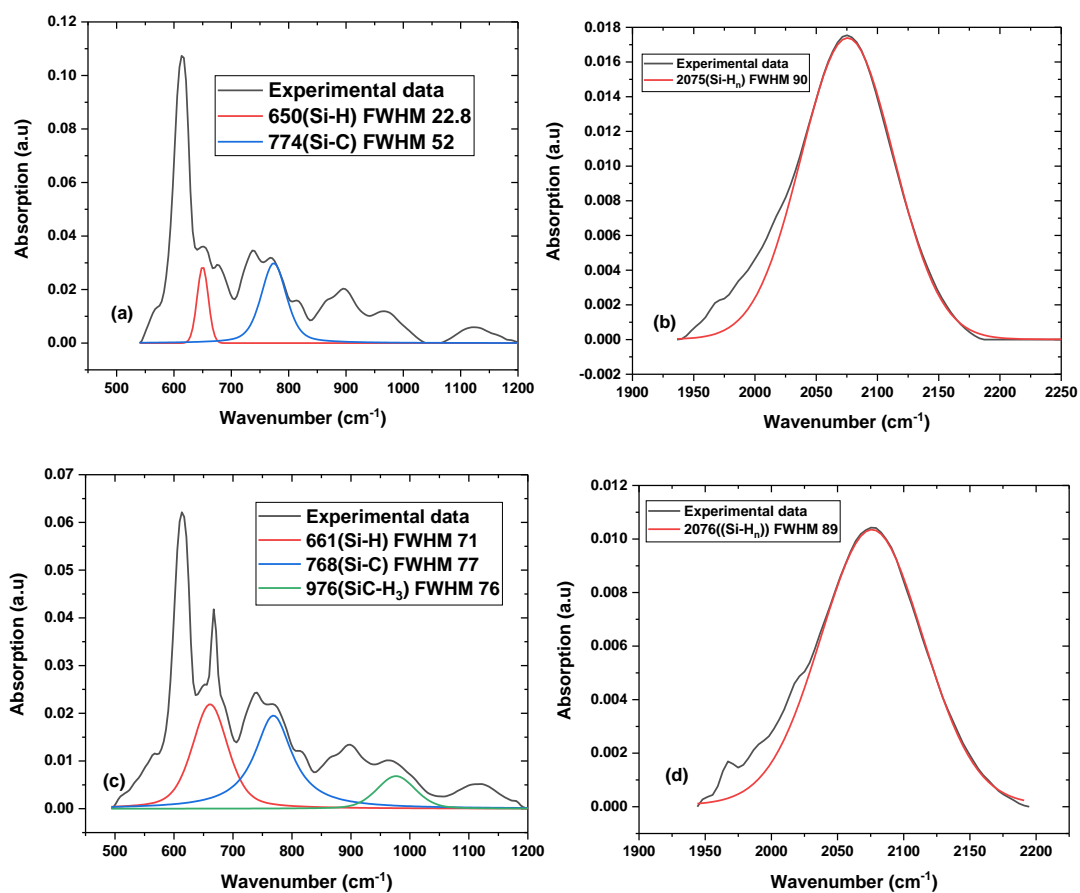 0.12
0.10
0.08
0.06
0.04
0.02
0.00
Absorption (a.u)
Experimental data
650(Si-H) FWHM 22.8
774(Si-C) FWHM 52
(a)
500 600 700 800 900 1000 1100 1200
Wavenumber (cm⁻¹)
0.018
0.016
0.014
0.012
0.010
0.008
0.006
0.004
0.002
0.000
-0.002
Absorption (a.u)
Experimental data
2075(Si-Hₙ) FWHM 90
(b)
1900 1950 2000 2050 2100 2150 2200 2250
Wavenumber (cm⁻¹)
0.07
0.06
0.05
0.04
0.03
0.02
0.01
0.00
Absorption (a.u)
Experimental data
661(Si-H) FWHM 71
768(Si-C) FWHM 77
976(SiC-H₃) FWHM 76
(c)
500 600 700 800 900 1000 1100 1200
Wavenumber (cm⁻¹)
0.012
0.010
0.008
0.006
0.004
0.002
0.000
Absorption (a.u)
Experimental data
2076((Si-Hₙ)) FWHM 89
(d)
1900 1950 2000 2050 2100 2150 2200
Wavenumber (cm⁻¹)